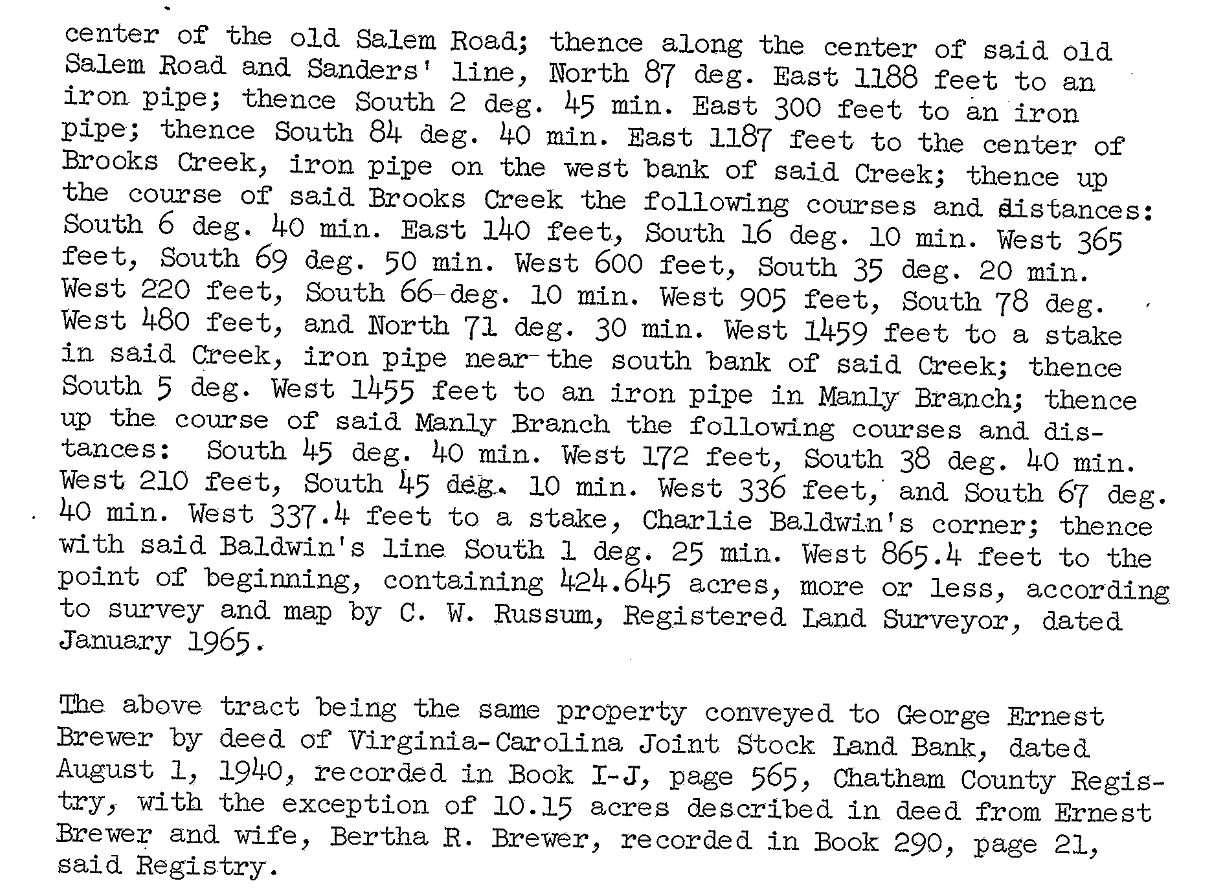 center of the old Salem Road; thence along the center of said old
Salem Road and Sanders' line, North 87 deg. East 1188 feet to an
iron pipe; thence South 2 deg. 45 min. East 300 feet to an iron
pipe; thence South 84 deg. 40 min. East 1187 feet to the center of
Brooks Creek, iron pipe on the west bank of said Creek; thence up
the course of said Brooks Creek the following courses and distances:
South 6 deg. 40 min. East 140 feet, South 16 deg. 10 min. West 365
feet, South 69 deg. 50 min. West 600 feet, South 35 deg. 20 min.
West 220 feet, South 66 deg. 10 min. West 905 feet, South 78 deg.
West 480 feet, and North 71 deg. 30 min. West 1459 feet to a stake
in said Creek, iron pipe near the south bank of said Creek; thence
South 5 deg. West 1455 feet to an iron pipe in Manly Branch; thence
up the course of said Manly Branch the following courses and dis-
tances: South 45 deg. 40 min. West 172 feet, South 38 deg. 40 min.
West 210 feet, South 45 deg. 10 min. West 336 feet, and South 67 deg.
40 min. West 337.4 feet to a stake, Charlie Baldwin's corner; thence
with said Baldwin's line South 1 deg. 25 min. West 865.4 feet to the
point of beginning, containing 424.645 acres, more or less, according
to survey and map by C. W. Russum, Registered Land Surveyor, dated
January 1965.

The above tract being the same property conveyed to George Ernest
Brewer by deed of Virginia-Carolina Joint Stock Land Bank, dated
August 1, 1940, recorded in Book I-J, page 565, Chatham County Regis-
try, with the exception of 10.15 acres described in deed from Ernest
Brewer and wife, Bertha R. Brewer, recorded in Book 290, page 21,
said Registry.